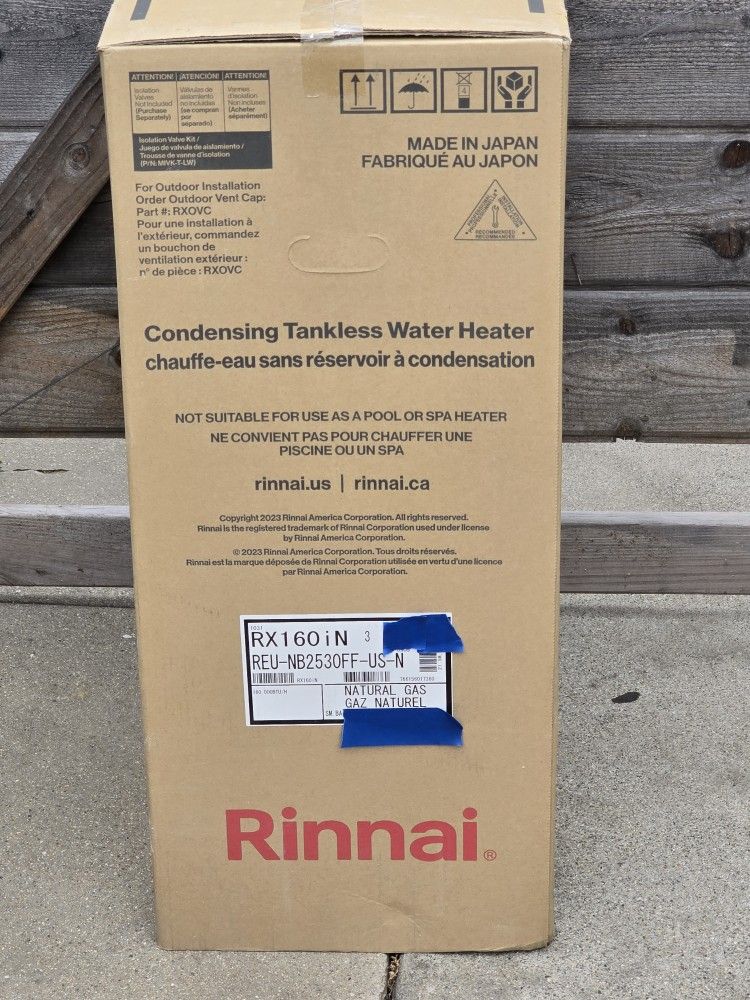 ATTENTION! ¡ATENCIÓN! ATTENTION!
Isolation
Valves
Not Included
(Purchase
Separately)
Válvulas de
aislamiento
no incluidas
(se compran
por
separado)
Vannes
d'isolation
Non incluses
(Acheter
séparément)
Isolation Valve Kit /
Juego de valvula de aislamiento /
Trousse de vanne d'isolation
(P/N: MIVK-T-LW)
4
MADE IN JAPAN
FABRIQUÉ AU JAPON
RECOMMENDED
For Outdoor Installation
Order Outdoor Vent Cap:
Part #: RXOVC
Pour une installation à
l'extérieur, commandez
un bouchon de
ventilation extérieur :
n° de pièce : RXOVC
Condensing Tankless Water Heater
chauffe-eau sans réservoir à condensation
NOT SUITABLE FOR USE AS A POOL OR SPA HEATER
NE CONVIENT PAS POUR CHAUFFER UNE
PISCINE OU UN SPA
rinnai.us | rinnai.ca
Copyright 2023 Rinnai America Corporation. All rights reserved.
Rinnai is the registered trademark of Rinnai Corporation used under license
by Rinnai America Corporation.
© 2023 Rinnai America Corporation. Tous droits réservés.
Rinnai est la marque déposée de Rinnai Corporation utilisée en vertu d'une licence
par Rinnai America Corporation.
RX160iN 3
REU-NB2530FF-US-N
RX160iN
NATURAL GAS
GAZ NATUREL
Rinnai®